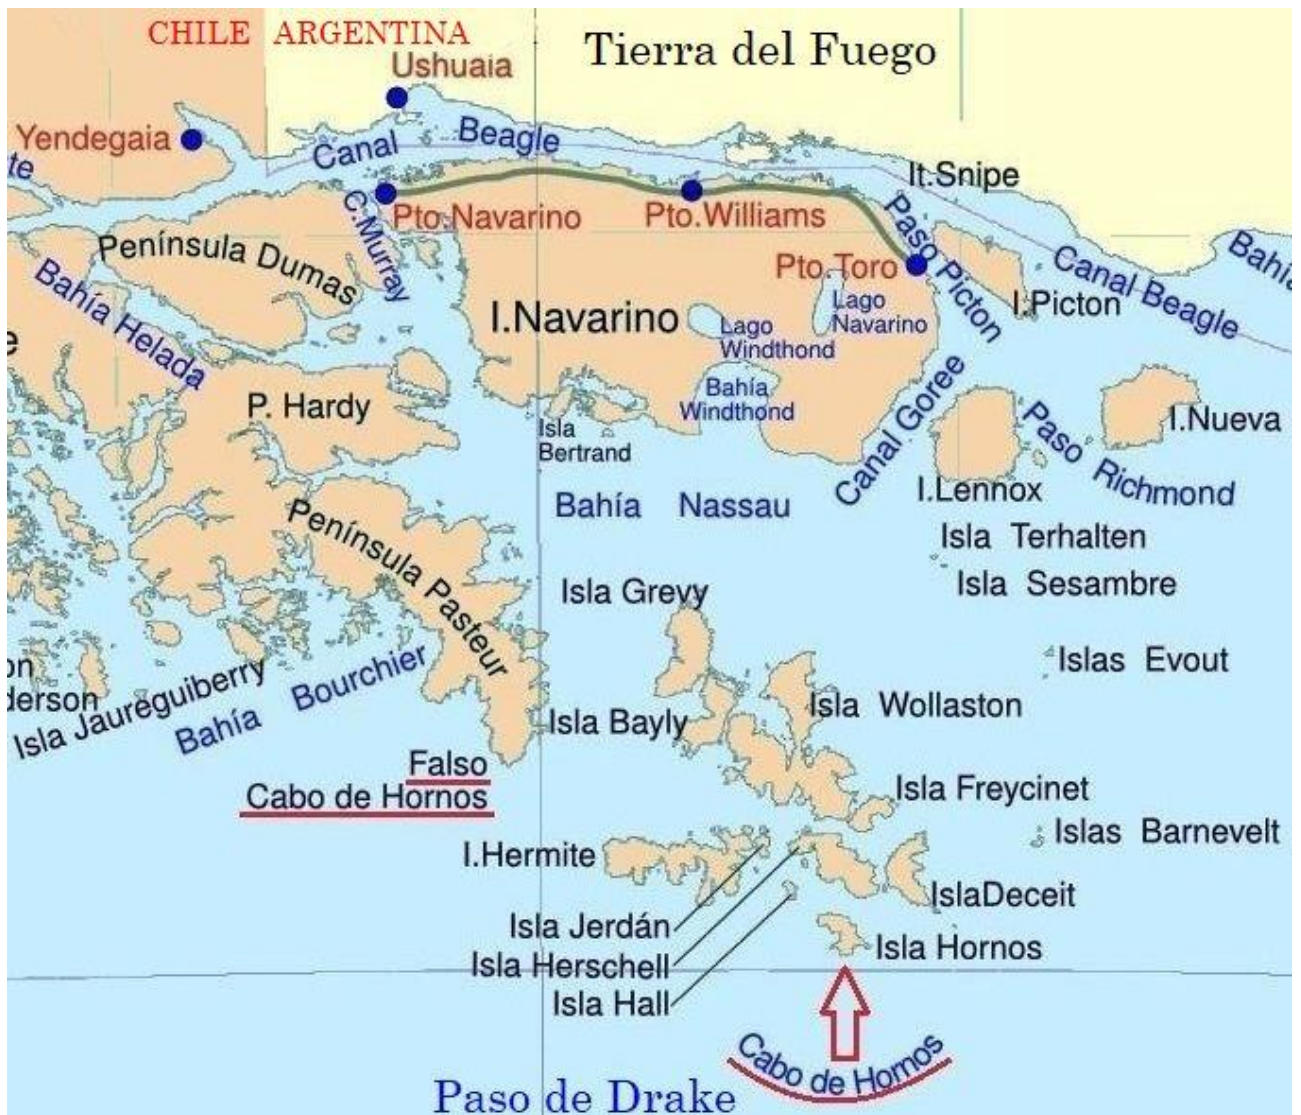 CHILE ARGENTINA
Tierra del Fuego
Ushuaia
Yendegaia
Canal Beagle
te
It.Snipe
Pto.Navarino
Pto.Williams
C.Murray
Paso Picton
Península Dumas
Pto.Toro
Canal Beagle
Bahía
Bahía Helada
I.Navarino
Lago
Navarino
I.Picton
Lago
Windthond
e
P. Hardy
Bahía
Windthond
Canal Goree
I.Nueva
Isla
Bertrand
Paso Richmond
I.Lennox
Bahía Nassau
Península Pasteur
Isla Terhalten
Isla Sesambre
Isla Grevy
Islas Evout
on
derson
Isla Jaureguiberry
Bahía Bourchier
Isla Bayly
Isla Wollaston
Falso
Cabo de Hornos
Isla Freycinet
Islas Barnevelt
I.Hermite
IslaDeceit
Isla Jerdán
Isla Hornos
Isla Herschell
Isla Hall
Cabo de Hornos
Paso de Drake